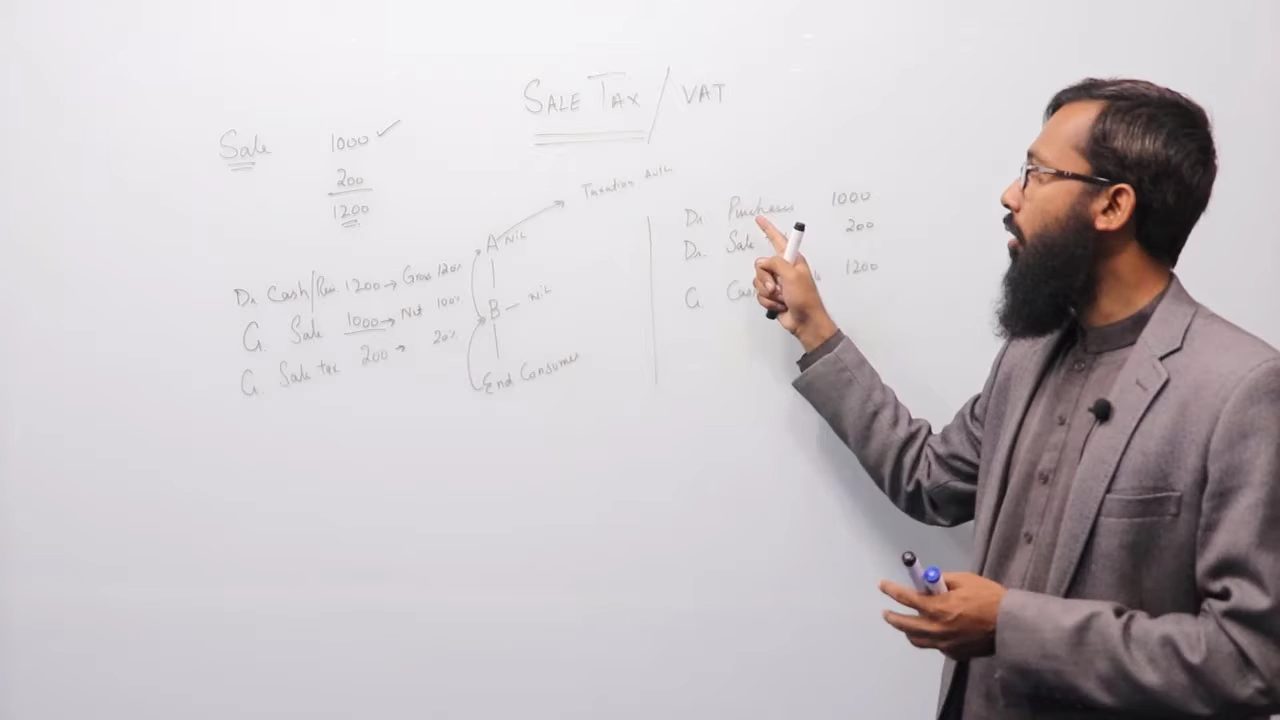 SALE TAX / VAT
Sale 1000 ✓
200
1200
Dr Cash/Rec. 1200 → Gross 120%
Cr. Sale 1000 → Net 100%
Cr. Sale tax 200 → 20%
A Nil
B — Nil
End Consumer
Taxation Auth.
Dr Purchases 1000
Dr. Sale 200
Cr. 1200